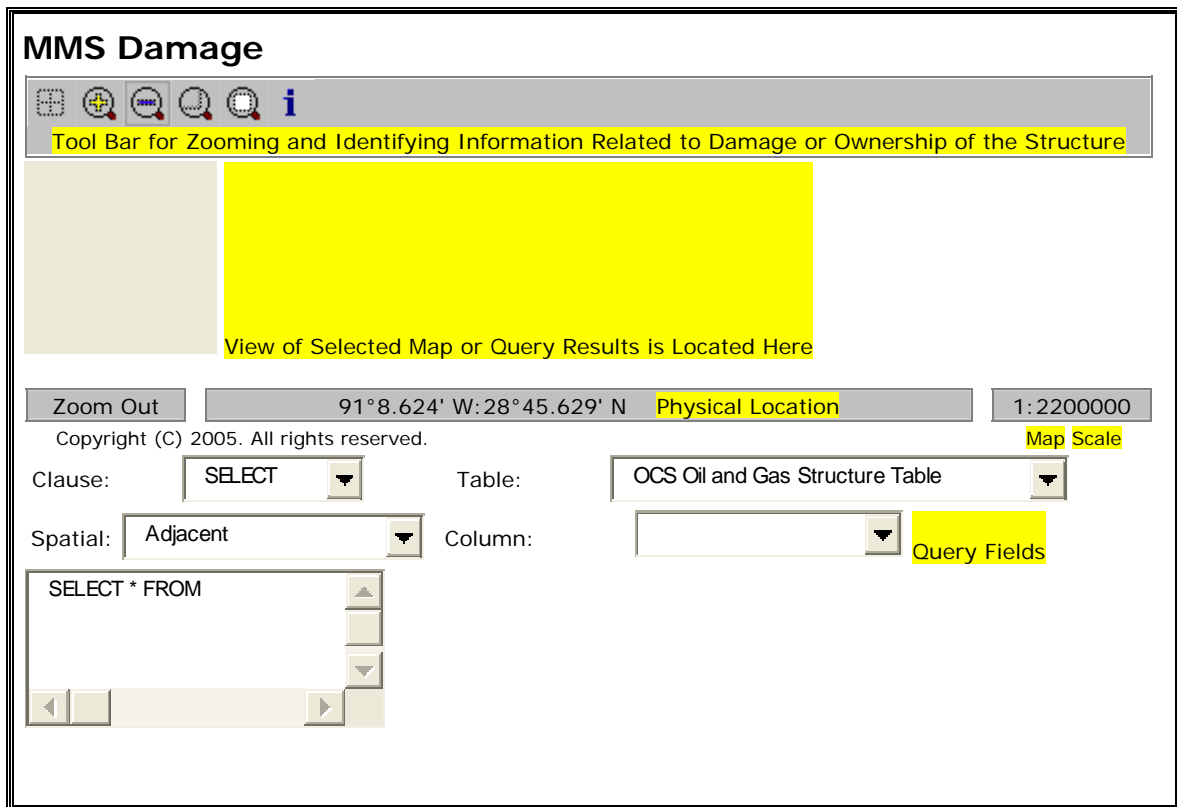 MMS Damage
i
Tool Bar for Zooming and Identifying Information Related to Damage or Ownership of the Structure
View of Selected Map or Query Results is Located Here
Zoom Out 91°8.624' W:28°45.629' N Physical Location 1:2200000
Copyright (C) 2005. All rights reserved. Map Scale
Clause: SELECT Table: OCS Oil and Gas Structure Table
Spatial: Adjacent Column: Query Fields
SELECT * FROM